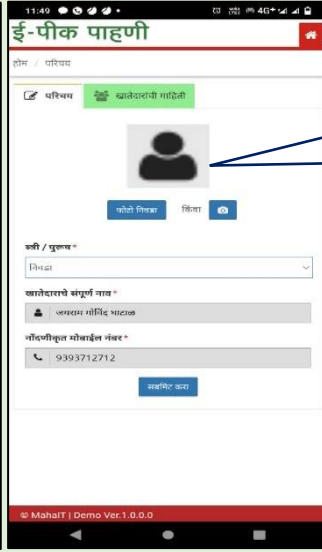 11:49
4G+
ई-पीक पाहणी
होम / परिचय
परिचय खातेदारांची माहिती
फोटो निवडा किंवा
स्त्री / पुरुष *
निवडा
खातेदाराचे संपूर्ण नाव *
जयराम गोविंद भाटाळ
नोंदणीकृत मोबाईल नंबर *
9393712712
सबमिट करा
© MahaIT | Demo Ver.1.0.0.0